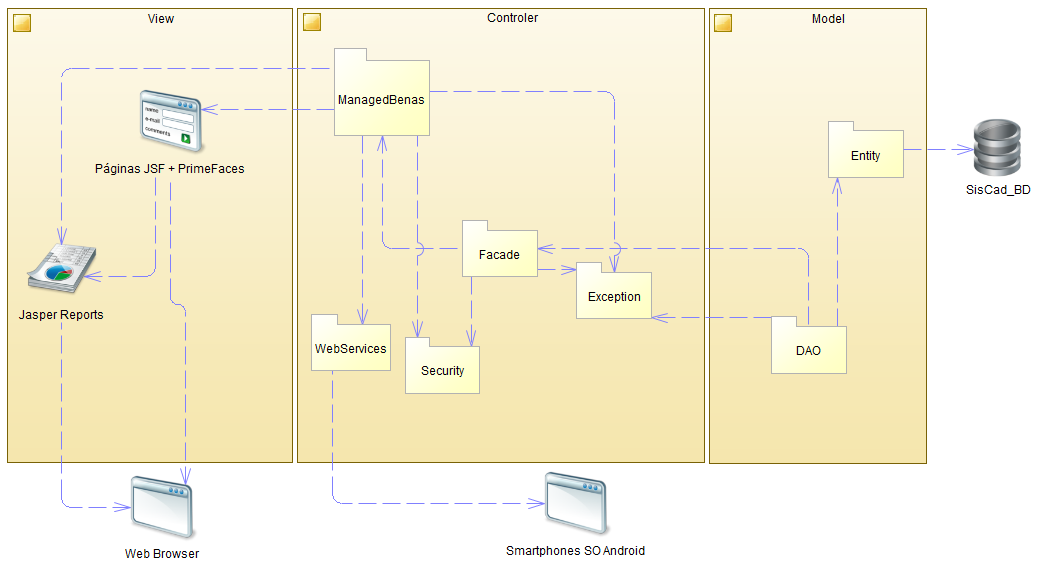 View
Controler
Model
ManagedBenas
name
e-mail
comments
Páginas JSF + PrimeFaces
Entity
SisCad_BD
Facade
Exception
Jasper Reports
WebServices
Security
DAO
Web Browser
Smartphones SO Android